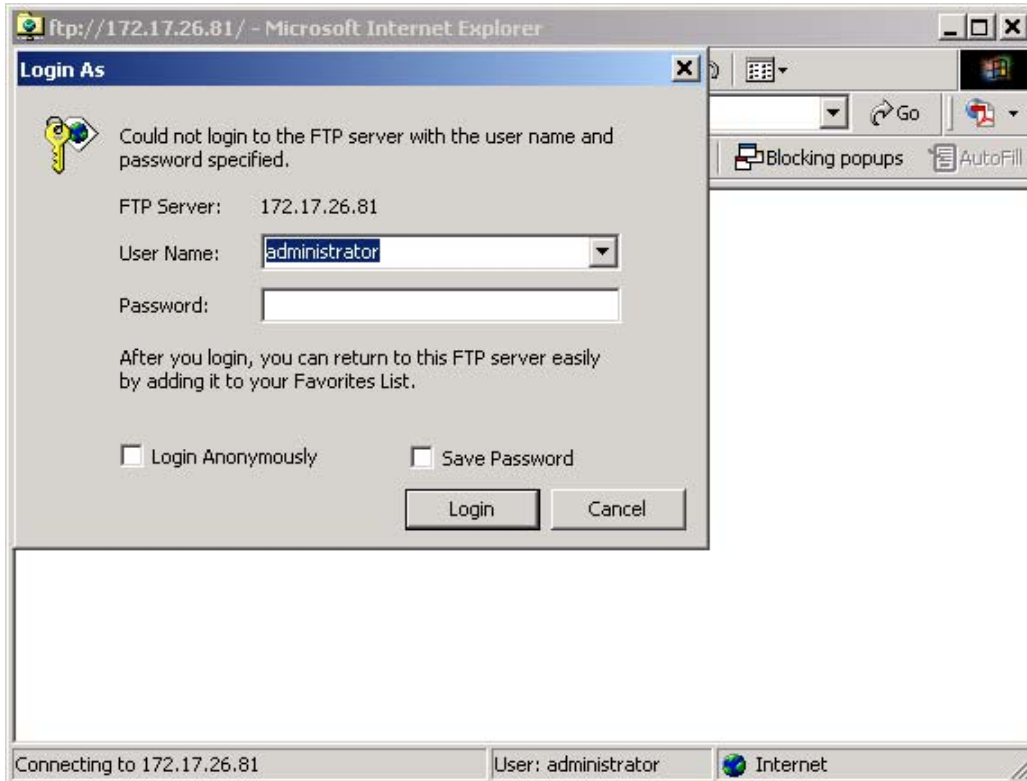 ftp://172.17.26.81/ - Microsoft Internet Explorer
Login As
Go
Blocking popups
AutoFill
Could not login to the FTP server with the user name and
password specified.
FTP Server: 172.17.26.81
User Name: administrator
Password:
After you login, you can return to this FTP server easily
by adding it to your Favorites List.
Login Anonymously
Save Password
Login
Cancel
Connecting to 172.17.26.81
User: administrator
Internet